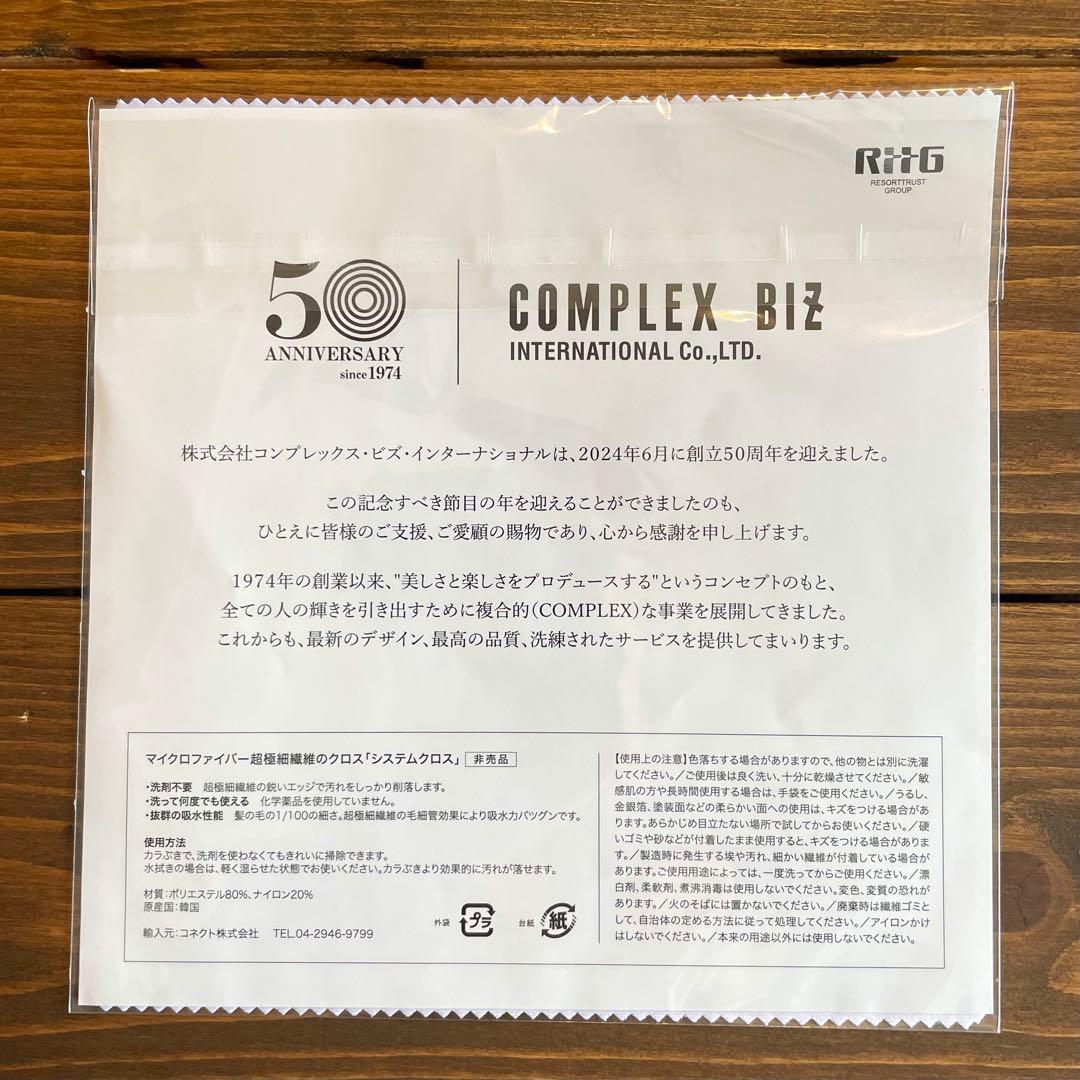 RTTG
RESORTTRUST
GROUP
50
ANNIVERSARY
since 1974
COMPLEX BIZ
INTERNATIONAL Co.,LTD.
株式会社コンプレックス・ビズ・インターナショナルは、2024年6月に創立50周年を迎えました。
この記念すべき節目の年を迎えることができましたのも、
ひとえに皆様のご支援、ご愛顧の賜物であり、心から感謝を申し上げます。
1974年の創業以来、"美しさと楽しさをプロデュースする"というコンセプトのもと、
全ての人の輝きを引き出すために複合的（COMPLEX）な事業を展開してきました。
これからも、最新のデザイン、最高の品質、洗練されたサービスを提供してまいります。
マイクロファイバー超極細繊維のクロス「システムクロス」 非売品
・洗剤不要 超極細繊維の鋭いエッジで汚れをしっかり削落します。
・洗って何度でも使える 化学薬品を使用していません。
・抜群の吸水性能 髪の毛の1/100の細さ。超極細繊維の毛細管効果により吸水力バツグンです。
使用方法
カラぶきで、洗剤を使わなくてもきれいに掃除できます。
水拭きの場合は、軽く湿らせた状態でお使いください。カラぶきより効果的に汚れが落せます。
材質：ポリエステル80%、ナイロン20%
原産国：韓国
輸入元：コネクト株式会社 TEL.04-2946-9799
外袋 プラ 台紙 紙
【使用上の注意】色落ちする場合がありますので、他の物とは別に洗濯
してください。／ご使用後は良く洗い、十分に乾燥させてください。／敏
感肌の方や長時間使用する場合は、手袋をご使用ください。／うるし、
金銀箔、塗装面などの柔らかい面への使用は、キズをつける場合があ
ります。あらかじめ目立たない場所で試してからお使いください。／硬
いゴミや砂などが付着したまま使用すると、キズをつける場合がありま
す。／製造時に発生する埃や汚れ、細かい繊維が付着している場合が
あります。ご使用用途によっては、一度洗ってからご使用ください。／漂
白剤、柔軟剤、煮沸消毒は使用しないでください。変色、変質の恐れが
あります。／火のそばには置かないでください。／廃棄時は繊維ゴミと
して、自治体の定める方法に従って処理してください。／アイロンかけ
はしないでください。／本来の用途以外には使用しないでください。